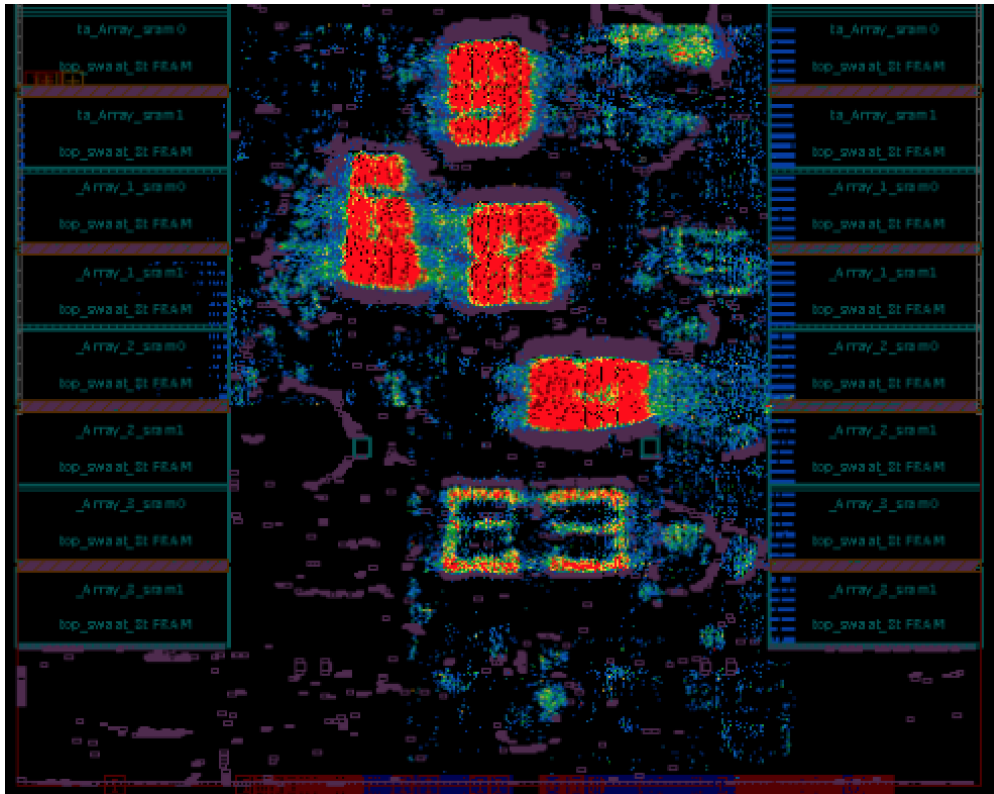 ta_Array_sram0
top_swaat_St FRAM
ta_Array_sram1
top_swaat_St FRAM
_Array_1_sram0
top_swaat_St FRAM
_Array_1_sram1
top_swaat_St FRAM
_Array_2_sram0
top_swaat_St FRAM
_Array_2_sram1
top_swaat_St FRAM
_Array_3_sram0
top_swaat_St FRAM
_Array_3_sram1
top_swaat_St FRAM
ta_Array_sram0
top_swaat_St FRAM
ta_Array_sram1
top_swaat_St FRAM
_Array_1_sram0
top_swaat_St FRAM
_Array_1_sram1
top_swaat_St FRAM
_Array_2_sram0
top_swaat_St FRAM
_Array_2_sram1
top_swaat_St FRAM
_Array_3_sram0
top_swaat_St FRAM
_Array_3_sram1
top_swaat_St FRAM